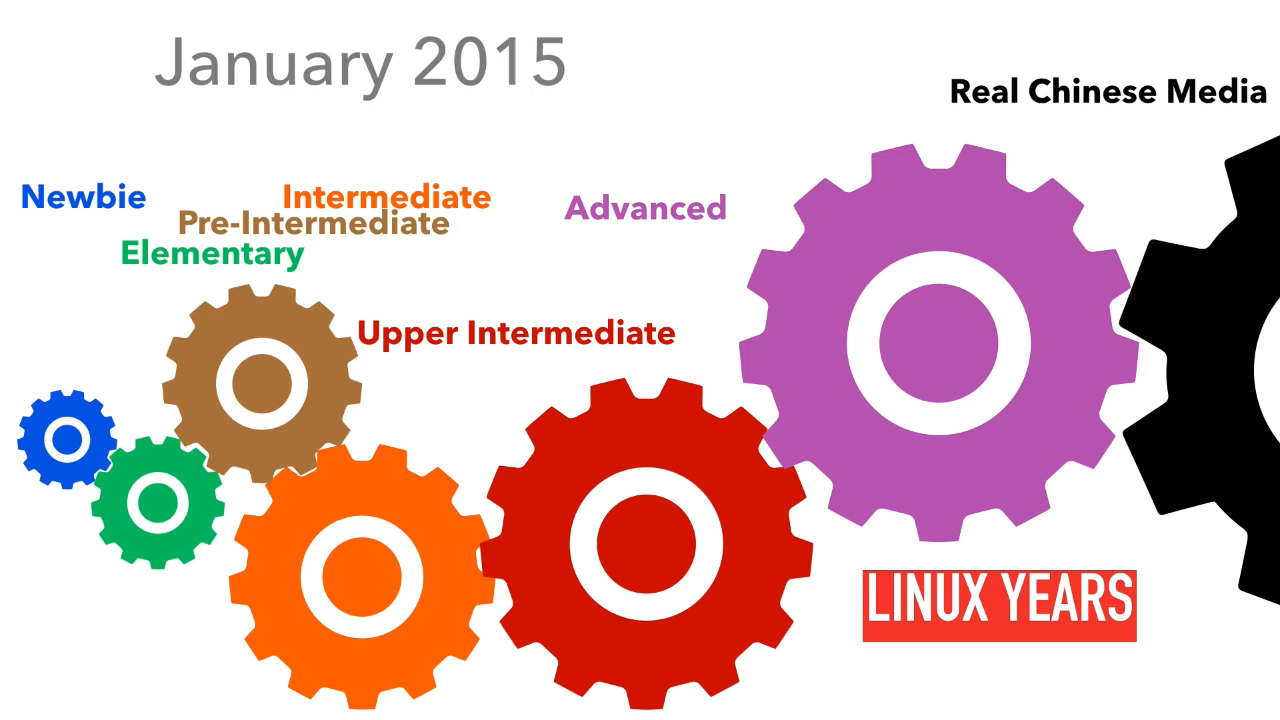 January 2015
Real Chinese Media
Newbie
Intermediate
Advanced
Pre-Intermediate
Elementary
Upper Intermediate
LINUX YEARS